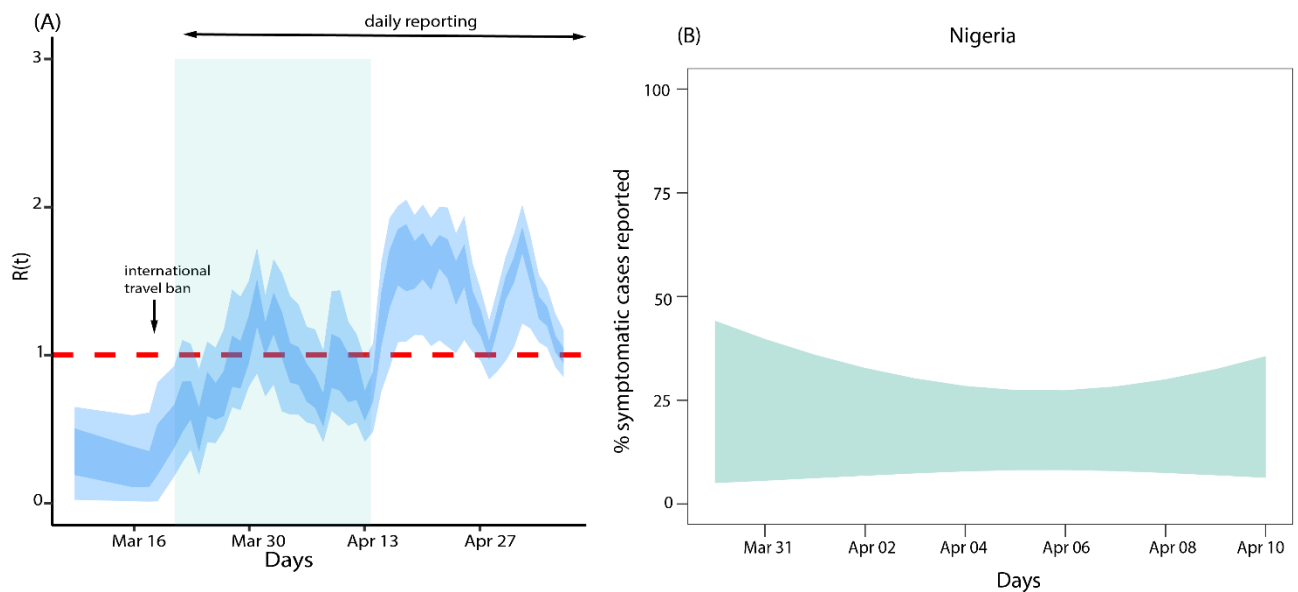 (A)
daily reporting
3
2
1
0
R(t)
international
travel ban
Mar 16
Mar 30
Apr 13
Apr 27
Days
(B)
Nigeria
100
75
50
25
0
% symptomatic cases reported
Mar 31
Apr 02
Apr 04
Apr 06
Apr 08
Apr 10
Days